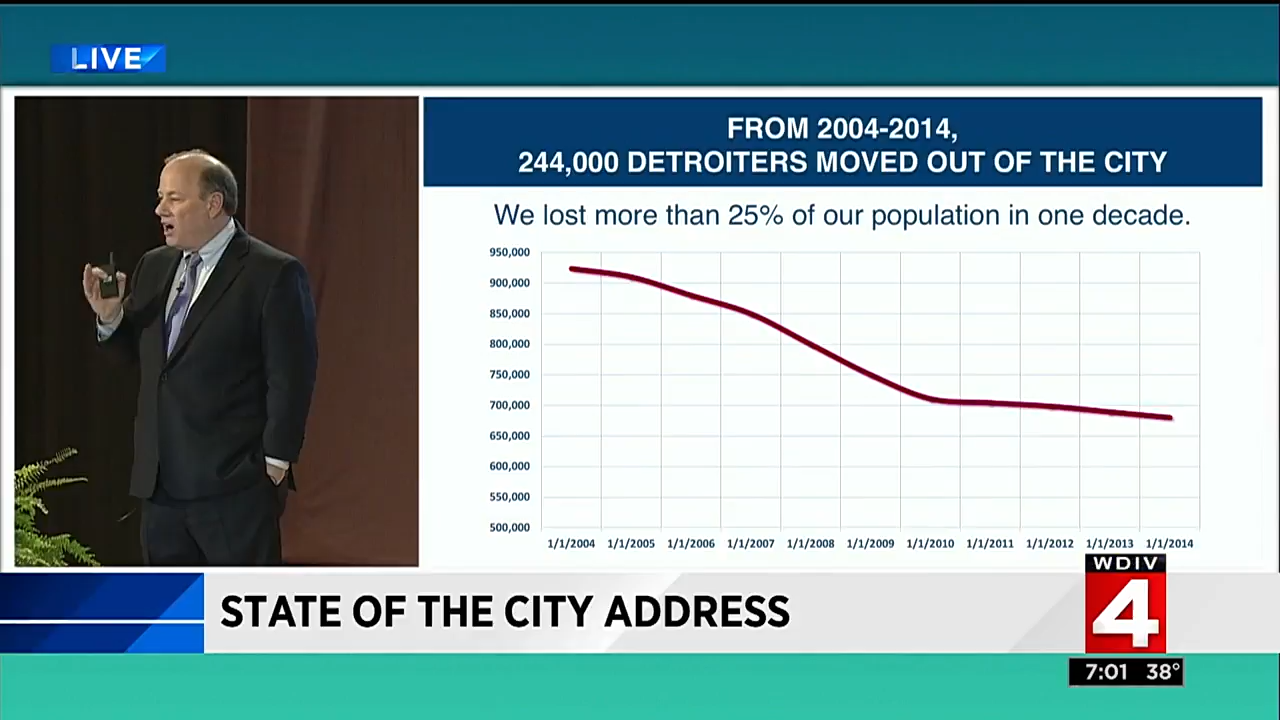 LIVE
FROM 2004-2014,
244,000 DETROITERS MOVED OUT OF THE CITY
We lost more than 25% of our population in one decade.
950,000
900,000
850,000
800,000
750,000
700,000
650,000
600,000
550,000
500,000
1/1/2004 1/1/2005 1/1/2006 1/1/2007 1/1/2008 1/1/2009 1/1/2010 1/1/2011 1/1/2012 1/1/2013 1/1/2014
STATE OF THE CITY ADDRESS
WDIV
4
7:01 38°